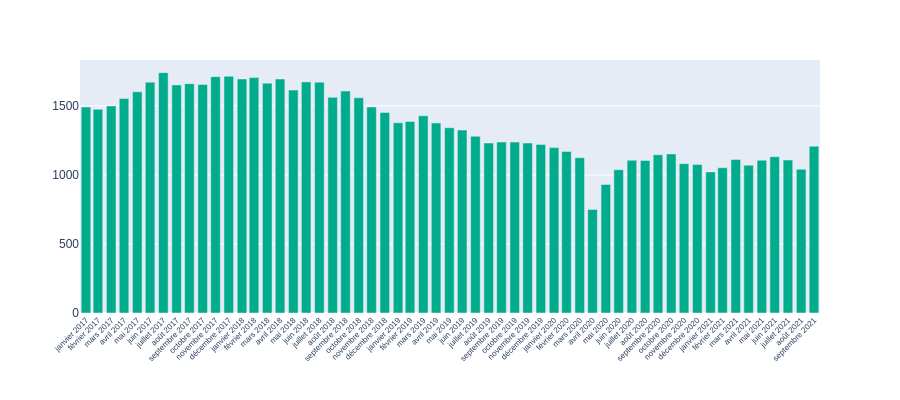 1500
1000
500
0
janvier 2017
février 2017
mars 2017
avril 2017
mai 2017
juin 2017
juillet 2017
août 2017
septembre 2017
octobre 2017
novembre 2017
décembre 2017
janvier 2018
février 2018
mars 2018
avril 2018
mai 2018
juin 2018
juillet 2018
août 2018
septembre 2018
octobre 2018
novembre 2018
décembre 2018
janvier 2019
février 2019
mars 2019
avril 2019
mai 2019
juin 2019
juillet 2019
août 2019
septembre 2019
octobre 2019
novembre 2019
décembre 2019
janvier 2020
février 2020
mars 2020
avril 2020
mai 2020
juin 2020
juillet 2020
août 2020
septembre 2020
octobre 2020
novembre 2020
décembre 2020
janvier 2021
février 2021
mars 2021
avril 2021
mai 2021
juin 2021
juillet 2021
août 2021
septembre 2021